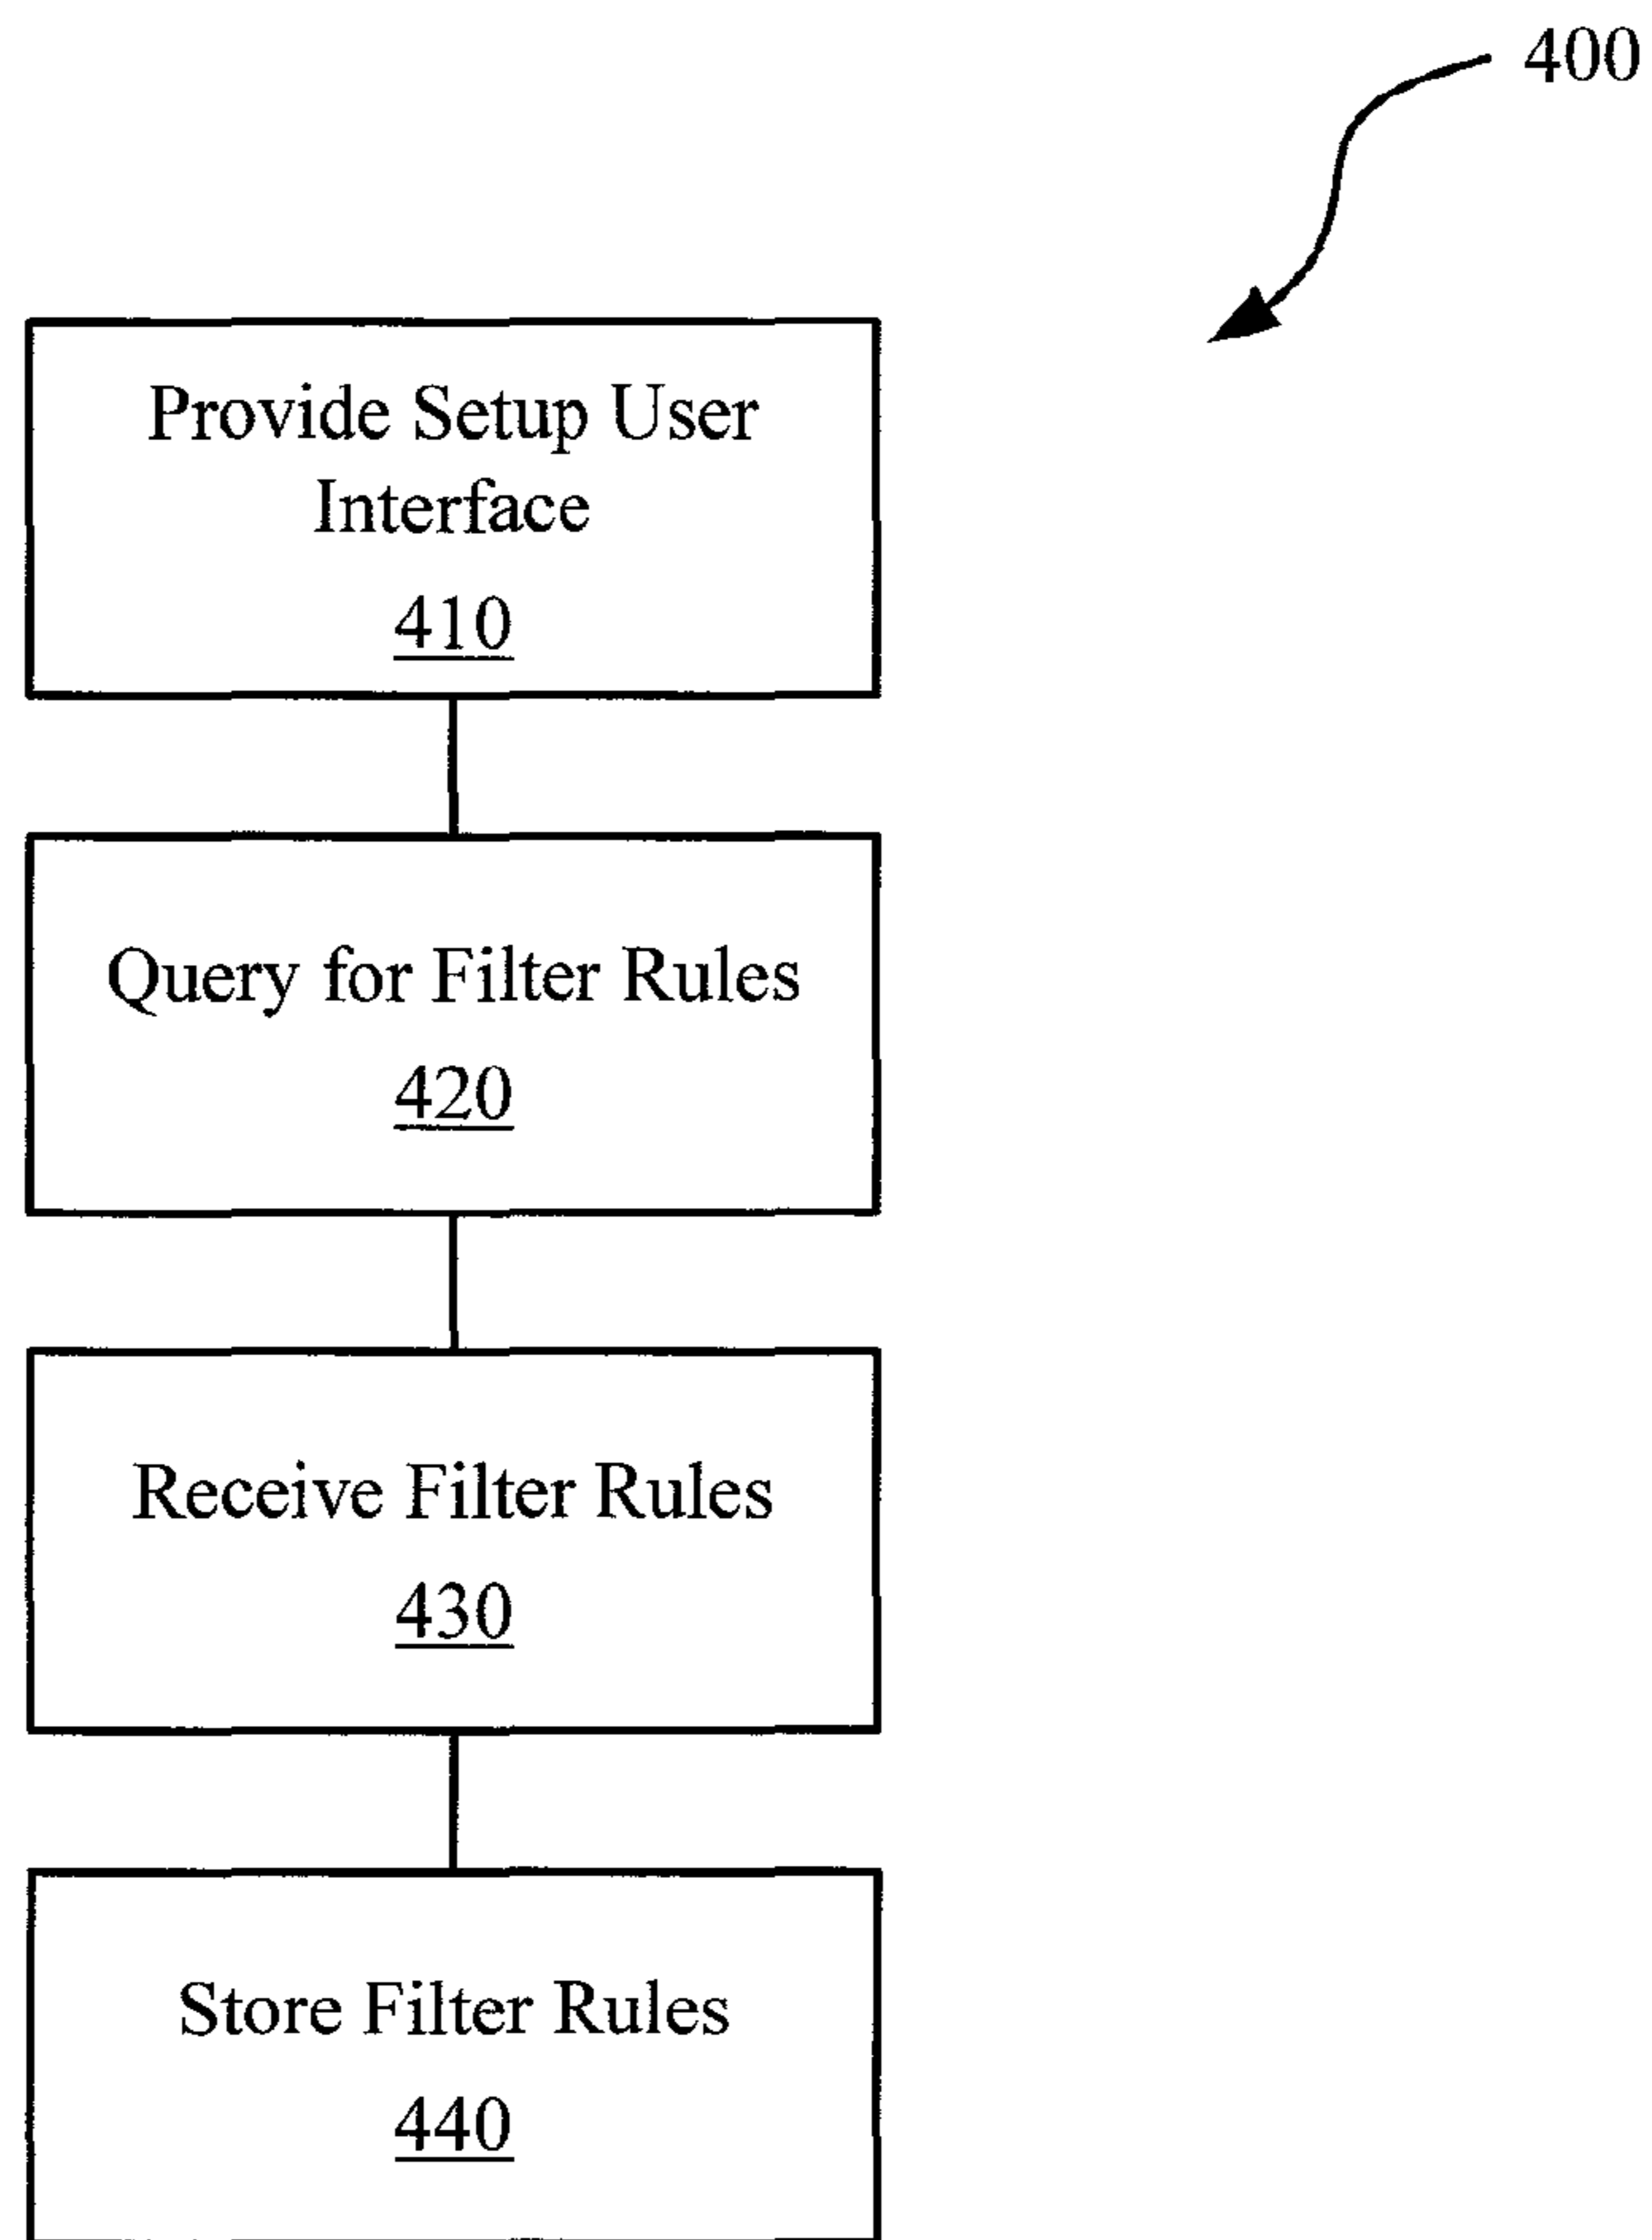 400
Provide Setup User
Interface
410
Query for Filter Rules
420
Receive Filter Rules
430
Store Filter Rules
440